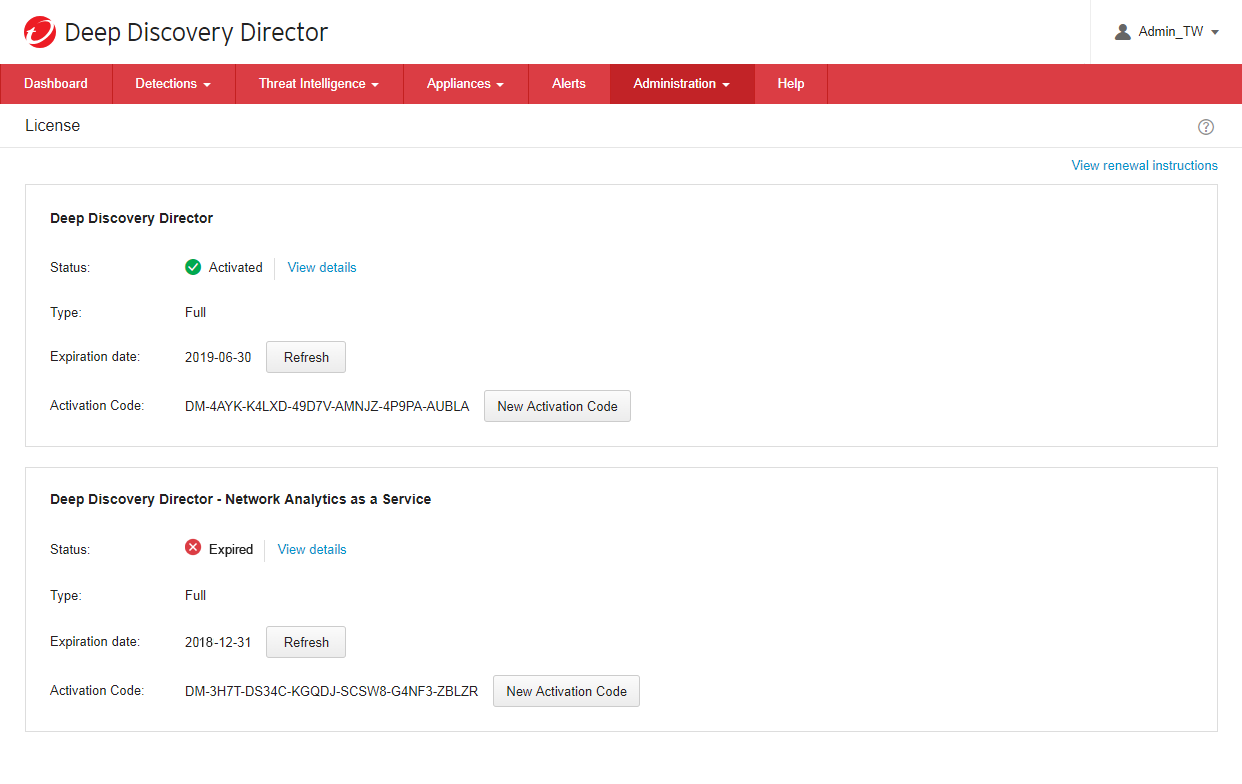 Deep Discovery Director
Admin_TW
Dashboard Detections Threat Intelligence Appliances Alerts Administration Help
License
?
View renewal instructions
Deep Discovery Director
Status: Activated View details
Type: Full
Expiration date: 2019-06-30 Refresh
Activation Code: DM-4AYK-K4LXD-49D7V-AMNJZ-4P9PA-AUBLA New Activation Code
Deep Discovery Director - Network Analytics as a Service
Status: Expired View details
Type: Full
Expiration date: 2018-12-31 Refresh
Activation Code: DM-3H7T-DS34C-KGQDJ-SCSW8-G4NF3-ZBLZR New Activation Code